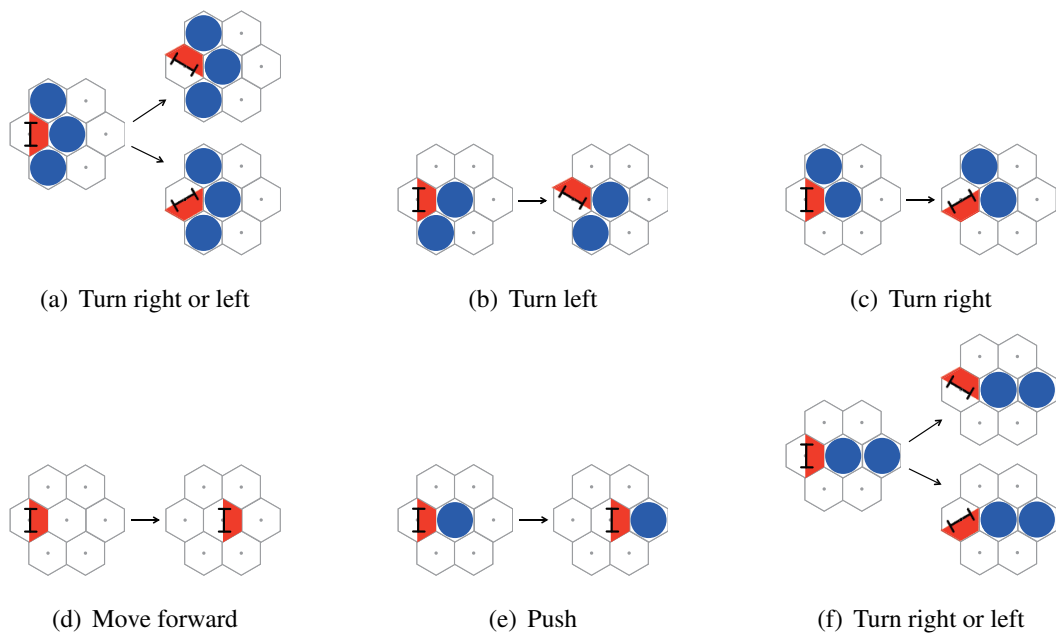 (a) Turn right or left
(b) Turn left
(c) Turn right
(d) Move forward
(e) Push
(f) Turn right or left